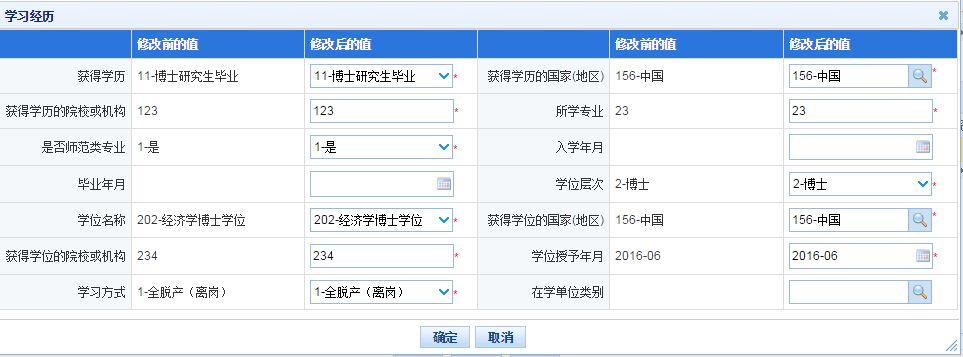 学习经历
修改前的值 修改后的值 修改前的值 修改后的值
获得学历 11-博士研究生毕业 11-博士研究生毕业 * 获得学历的国家(地区) 156-中国 156-中国 *
获得学历的院校或机构 123 123 * 所学专业 23 23 *
是否师范类专业 1-是 1-是 * 入学年月
毕业年月 学位层次 2-博士 2-博士 *
学位名称 202-经济学博士学位 202-经济学博士学位 * 获得学位的国家(地区) 156-中国 156-中国 *
获得学位的院校或机构 234 234 * 学位授予年月 2016-06 2016-06 *
学习方式 1-全脱产（离岗） 1-全脱产（离岗） * 在学单位类别
确定 取消